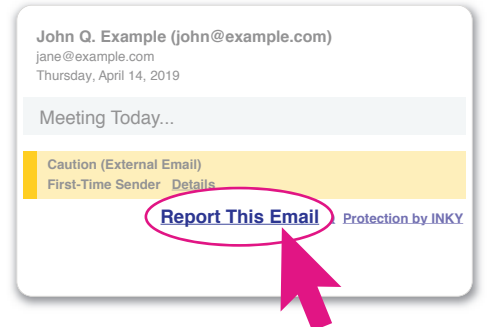 John Q. Example (john@example.com)
jane@example.com
Thursday, April 14, 2019
Meeting Today...
Caution (External Email)
First-Time Sender Details
Report This Email Protection by INKY